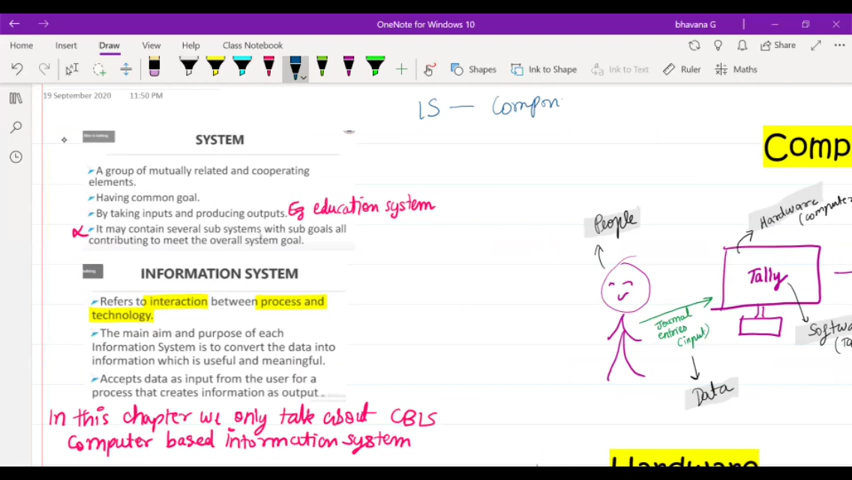 OneNote for Windows 10
bhavana G
Home Insert Draw View Help Class Notebook
Share
Shapes
Ink to Shape
Ink to Text
Ruler
Maths
19 September 2020 11:50 PM
IS — Compon
SYSTEM
A group of mutually related and cooperating
elements.
Having common goal.
By taking inputs and producing outputs. Eg education system
It may contain several sub systems with sub goals all
contributing to meet the overall system goal.
INFORMATION SYSTEM
Refers to interaction between process and
technology.
The main aim and purpose of each
Information System is to convert the data into
information which is useful and meaningful.
Accepts data as input from the user for a
process that creates information as output .
In this chapter we only talk about CBIS
Computer based information system
Comp
People
Hardware
(compute
Tally
Journal
entries
(input)
Softwa
(Ta
Data
Hardware